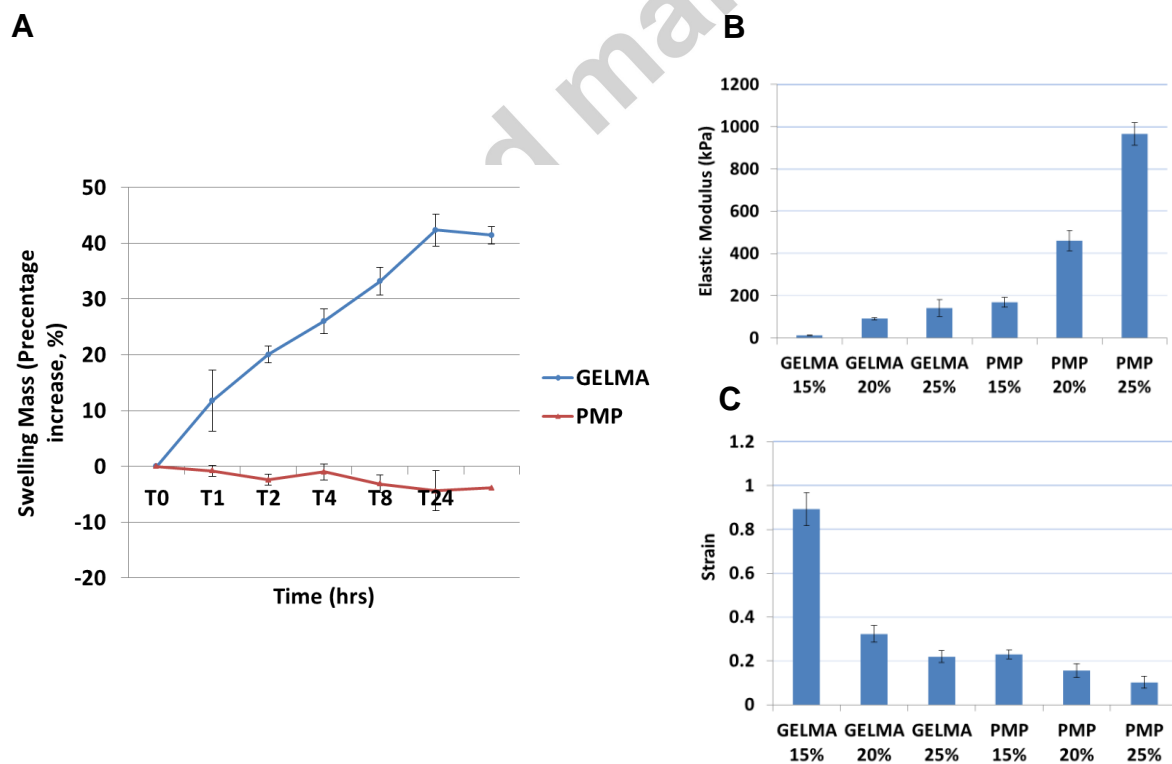 A
50
40
30
20
10
0
-10
-20
Swelling Mass (Precentage
increase, %)
T0 T1 T2 T4 T8 T24
Time (hrs)
GELMA
PMP
d ma
B
1200
1000
800
600
400
200
0
Elastic Modulus (kPa)
GELMA GELMA GELMA PMP PMP PMP
15% 20% 25% 15% 20% 25%
C
1.2
1
0.8
0.6
0.4
0.2
0
Strain
GELMA GELMA GELMA PMP PMP PMP
15% 20% 25% 15% 20% 25%